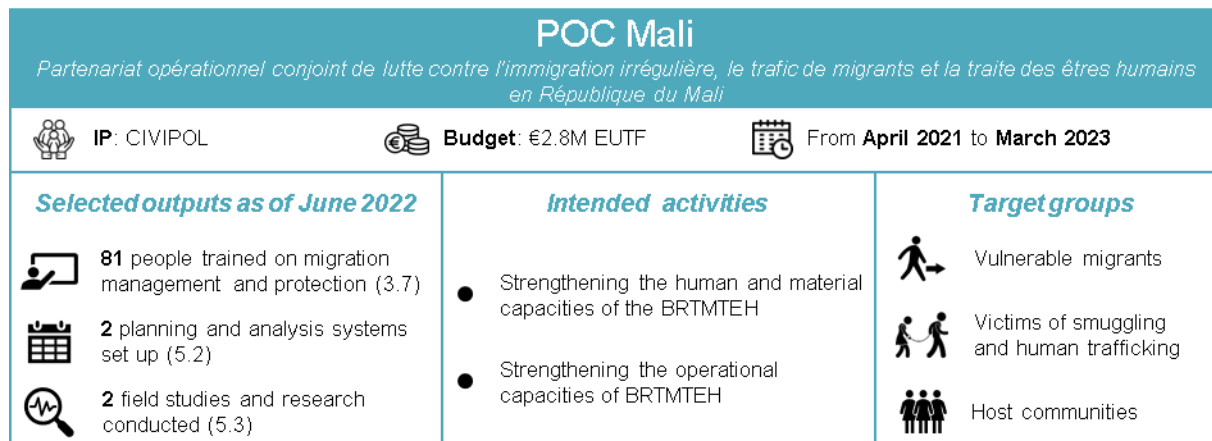 POC Mali
Partenariat opérationnel conjoint de lutte contre l'immigration irrégulière, le trafic de migrants et la traite des êtres humains
en République du Mali
IP: CIVIPOL
Budget: €2.8M EUTF
From April 2021 to March 2023
Selected outputs as of June 2022
81 people trained on migration
management and protection (3.7)
2 planning and analysis systems
set up (5.2)
2 field studies and research
conducted (5.3)
Intended activities
● Strengthening the human and material
capacities of the BRTMTEH
● Strengthening the operational
capacities of BRTMTEH
Target groups
Vulnerable migrants
Victims of smuggling
and human trafficking
Host communities